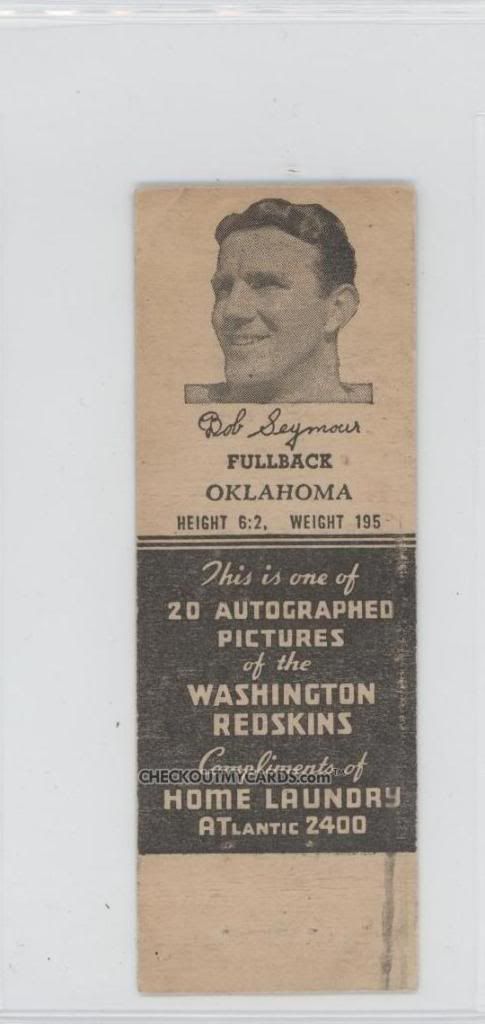 Bob Seymour
FULLBACK
OKLAHOMA
HEIGHT 6:2, WEIGHT 195
This is one of
20 AUTOGRAPHED
PICTURES
of the
WASHINGTON
REDSKINS
Compliments of
CHECKOUTMYCARDS.com™
HOME LAUNDRY
ATLANTIC 2400